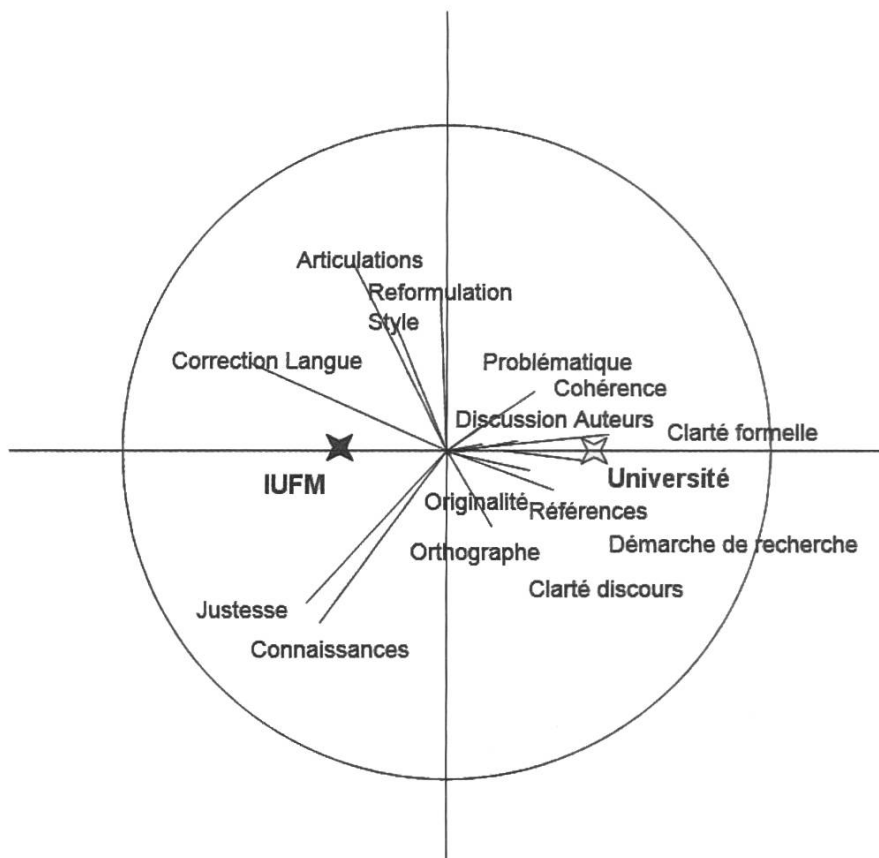 Articulations
Reformulation
Style
Correction Langue
Problématique
Cohérence
Discussion Auteurs
Clarté formelle
IUFM
Université
Originalité
Références
Orthographe
Démarche de recherche
Clarté discours
Justesse
Connaissances